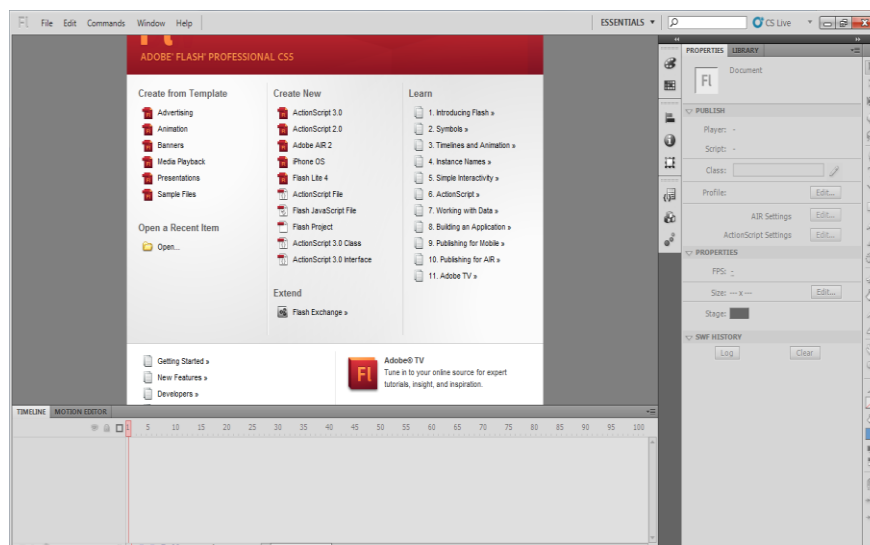 Fl File Edit Commands Window Help ESSENTIALS CS Live
ADOBE® FLASH® PROFESSIONAL CS5
Create from Template
Advertising
Animation
Banners
Media Playback
Presentations
Sample Files
Open a Recent Item
Open...
Create New
ActionScript 3.0
ActionScript 2.0
Adobe AIR 2
iPhone OS
Flash Lite 4
ActionScript File
Flash JavaScript File
Flash Project
ActionScript 3.0 Class
ActionScript 3.0 Interface
Extend
Flash Exchange »
Learn
1. Introducing Flash »
2. Symbols »
3. Timelines and Animation »
4. Instance Names »
5. Simple Interactivity »
6. ActionScript »
7. Working with Data »
8. Building an Application »
9. Publishing for Mobile »
10. Publishing for AIR »
11. Adobe TV »
Getting Started »
New Features »
Developers »
Fl
Adobe® TV
Tune in to your online source for expert
tutorials, insight, and inspiration.
PROPERTIES LIBRARY
Fl Document
PUBLISH
Player: -
Script: -
Class:
Profile: Edit...
AIR Settings Edit...
ActionScript Settings Edit...
PROPERTIES
FPS: -
Size: --- x --- Edit...
Stage:
SWF HISTORY
Log Clear
TIMELINE MOTION EDITOR
1 5 10 15 20 25 30 35 40 45 50 55 60 65 70 75 80 85 90 95 100